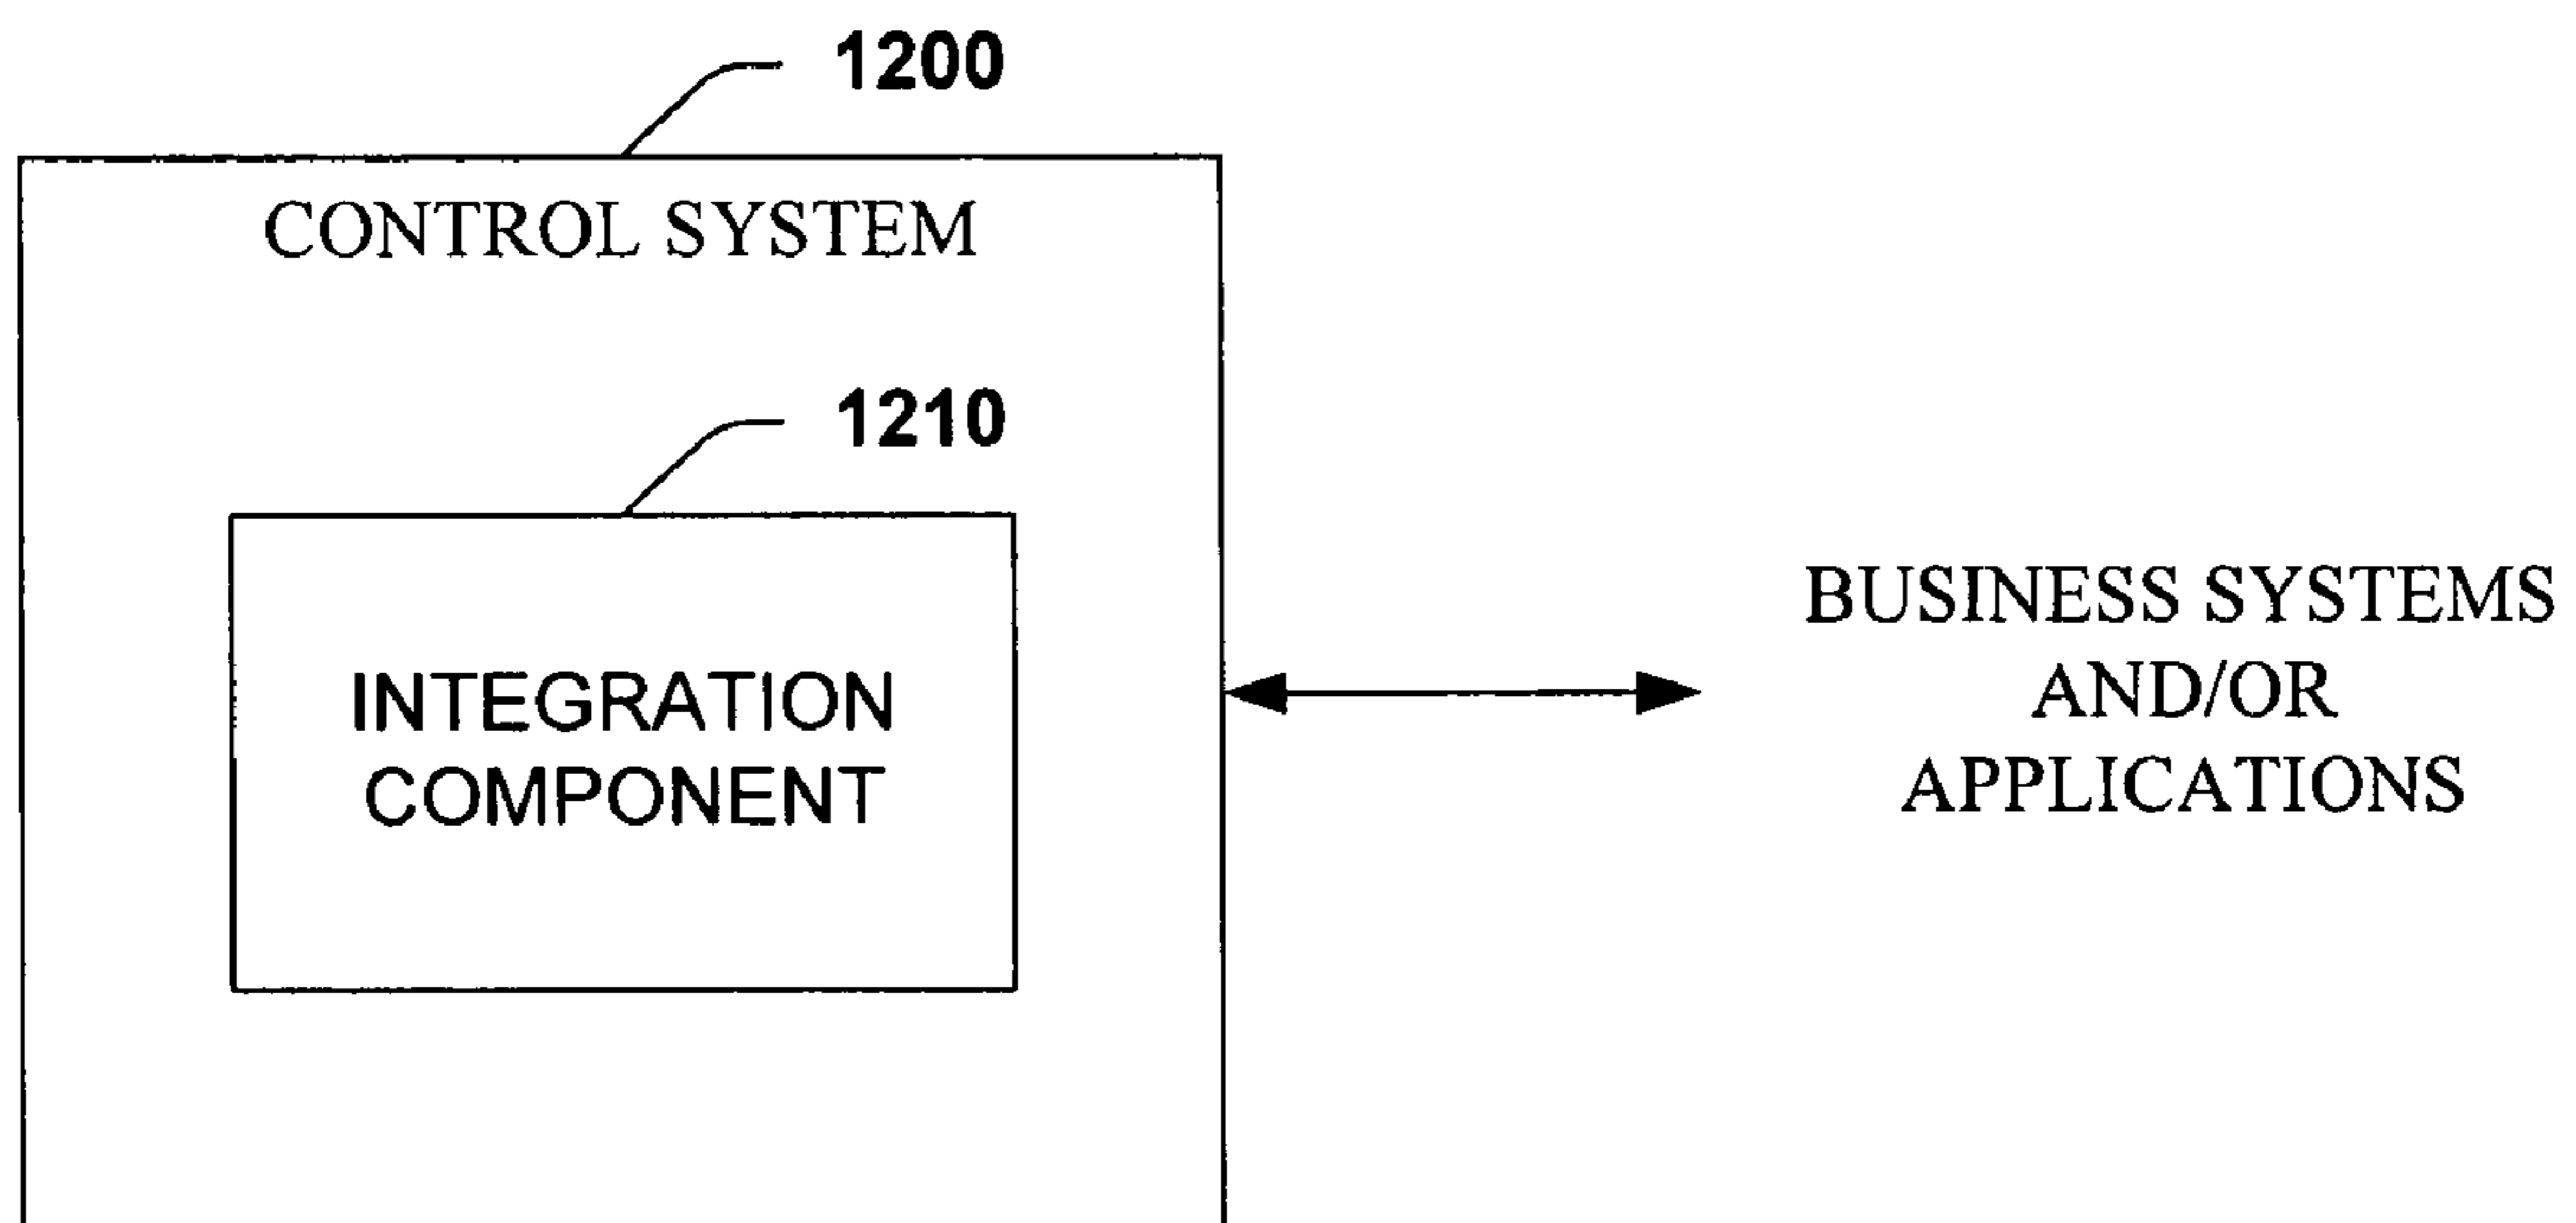 1200
CONTROL SYSTEM
1210
INTEGRATION
COMPONENT
BUSINESS SYSTEMS
AND/OR
APPLICATIONS